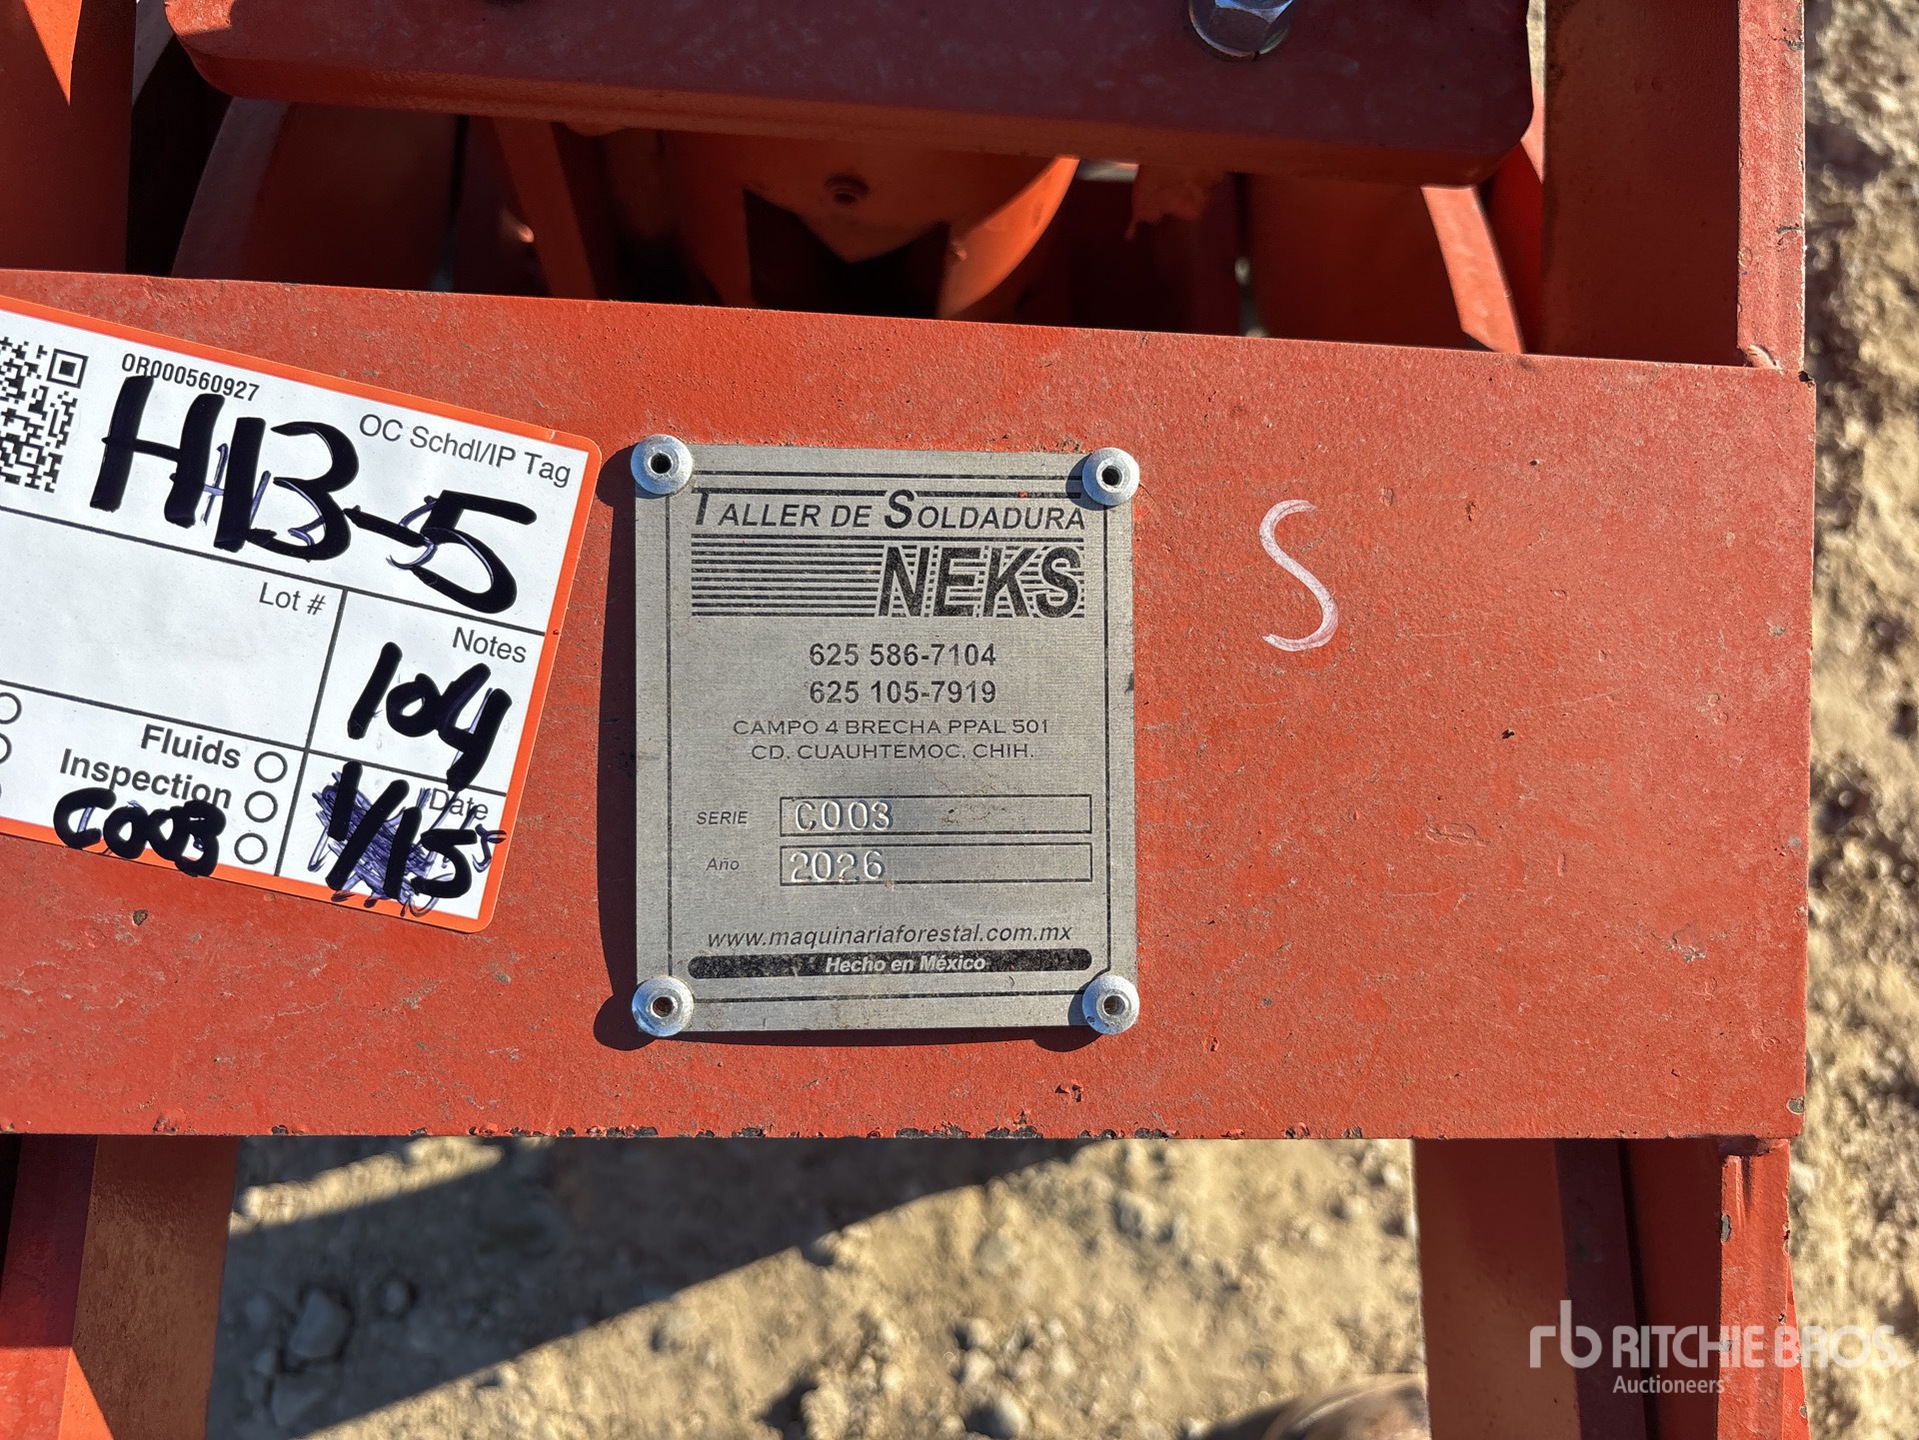 0R000560927
OC Schdl/IP Tag
H13-5
Lot #
Notes
104
Fluids
Inspection
C003
Date
1/15
TALLER DE SOLDADURA
NEKS
625 586-7104
625 105-7919
CAMPO 4 BRECHA PPAL 501
CD. CUAUHTEMOC, CHIH.
SERIE C003
Año 2026
www.maquinariaforestal.com.mx
Hecho en México
S
rb RITCHIE BROS.
Auctioneers